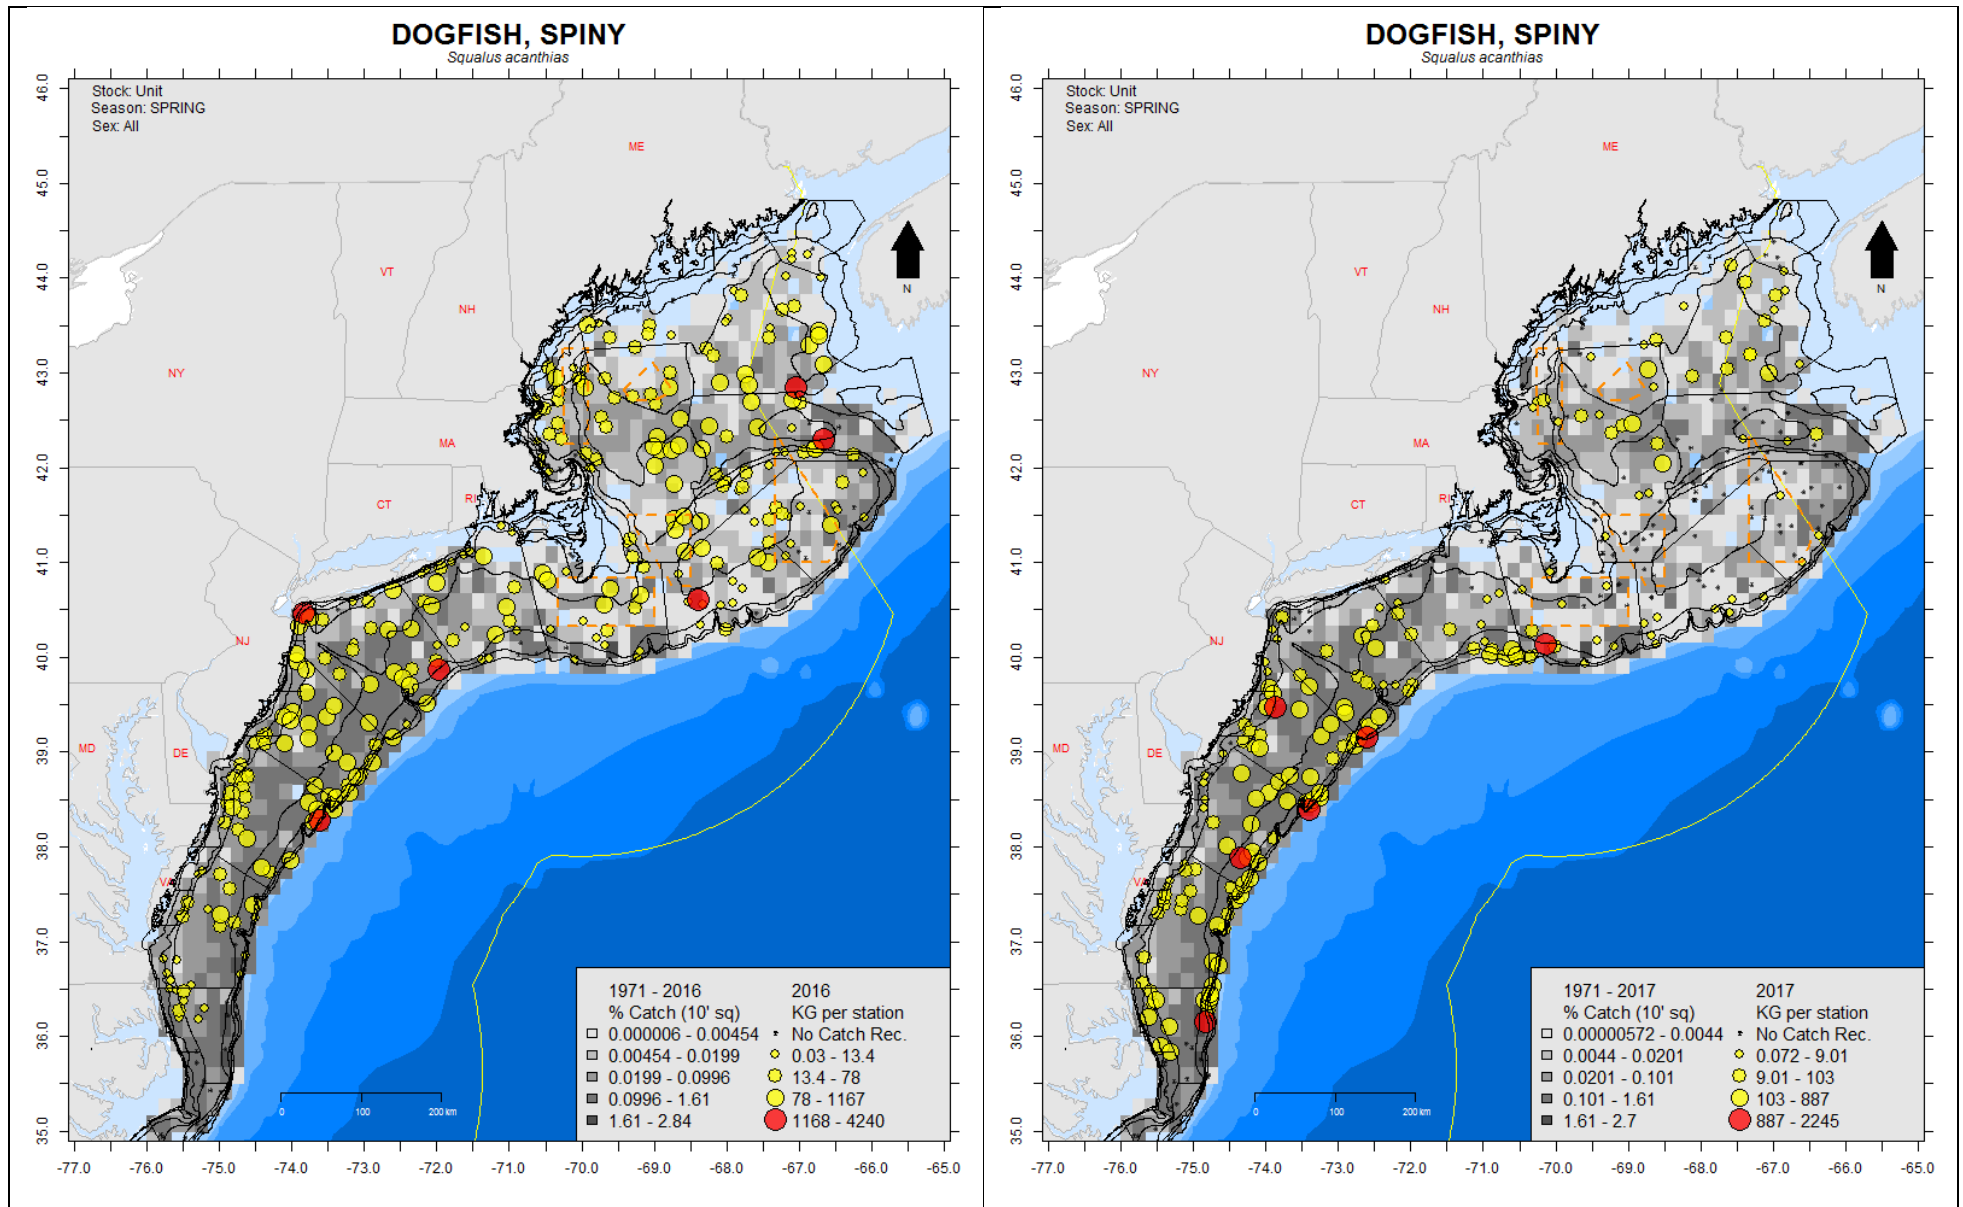 DOGFISH, SPINY
Squalus acanthias
Stock: Unit
Season: SPRING
Sex: All
46.0
45.0
44.0
43.0
42.0
41.0
40.0
39.0
38.0
37.0
36.0
35.0
ME
VT
NH
NY
MA
CT
RI
NJ
MD
DE
VA
N
0 100 200 km
1971 - 2016
% Catch (10' sq)
0.000006 - 0.00454
0.00454 - 0.0199
0.0199 - 0.0996
0.0996 - 1.61
1.61 - 2.84
2016
KG per station
No Catch Rec.
0.03 - 13.4
13.4 - 78
78 - 1167
1168 - 4240
-77.0 -76.0 -75.0 -74.0 -73.0 -72.0 -71.0 -70.0 -69.0 -68.0 -67.0 -66.0 -65.0
DOGFISH, SPINY
Squalus acanthias
Stock: Unit
Season: SPRING
Sex: All
46.0
45.0
44.0
43.0
42.0
41.0
40.0
39.0
38.0
37.0
36.0
35.0
ME
VT
NH
NY
MA
CT
RI
NJ
MD
DE
VA
N
0 100 200 km
1971 - 2017
% Catch (10' sq)
0.00000572 - 0.0044
0.0044 - 0.0201
0.0201 - 0.101
0.101 - 1.61
1.61 - 2.7
2017
KG per station
No Catch Rec.
0.072 - 9.01
9.01 - 103
103 - 887
887 - 2245
-77.0 -76.0 -75.0 -74.0 -73.0 -72.0 -71.0 -70.0 -69.0 -68.0 -67.0 -66.0 -65.0